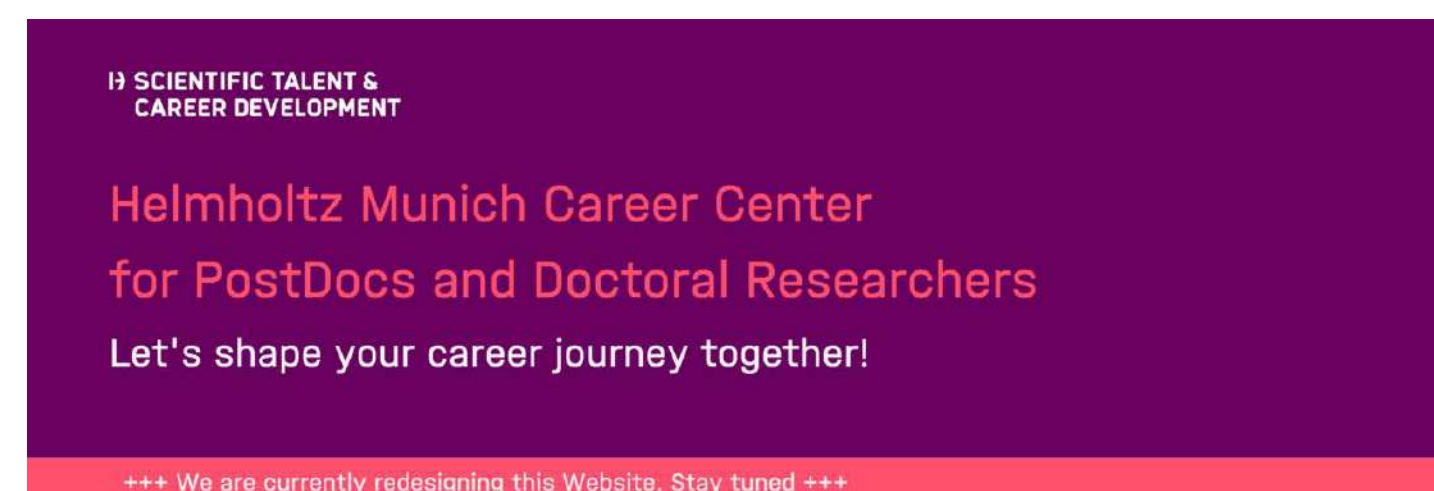 SCIENTIFIC TALENT &
CAREER DEVELOPMENT
Helmholtz Munich Career Center
for PostDocs and Doctoral Researchers
Let's shape your career journey together!
+++ We are currently redesigning this Website. Stay tuned +++